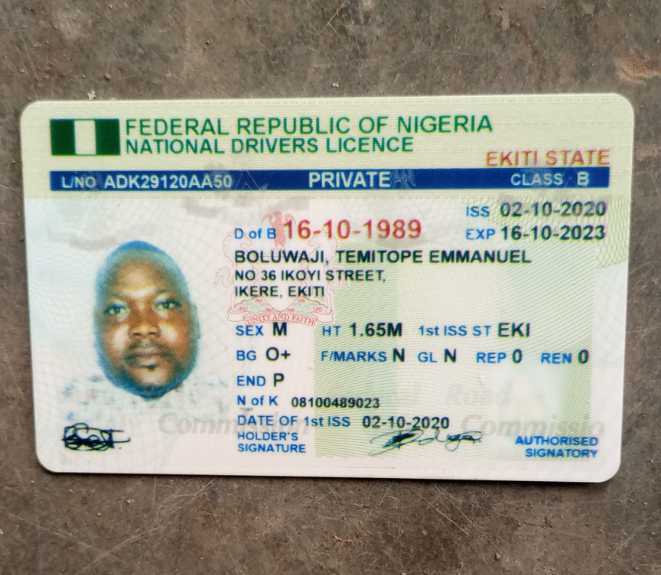 FEDERAL REPUBLIC OF NIGERIA
NATIONAL DRIVERS LICENCE
EKITI STATE
L/NO ADK29120AA50 PRIVATE CLASS B
ISS 02-10-2020
D of B 16-10-1989 EXP 16-10-2023
BOLUWAJI, TEMITOPE EMMANUEL
NO 36 IKOYI STREET,
IKERE, EKITI
UNITY AND FAITH
SEX M HT 1.65M 1st ISS ST EKI
BG O+ F/MARKS N GL N REP 0 REN 0
END P
N of K 08100489023
Road
Commission
Commissio
DATE OF 1st ISS 02-10-2020
HOLDER'S
SIGNATURE
AUTHORISED
SIGNATORY